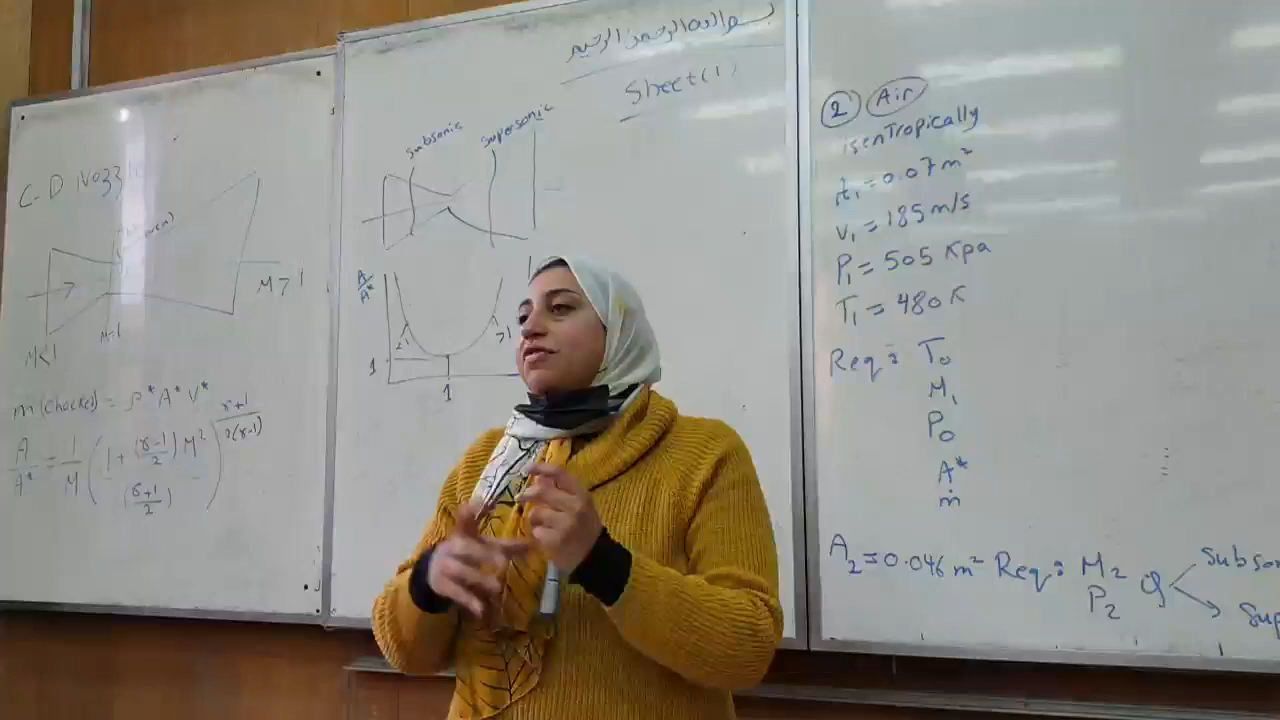 C-D
M<1
M=1
M>1
ṁ (choked) = ρ* A* V*
A/A* = 1/M ( 1 + (γ-1)/2 ) M² / (γ+1)/2 ) ^ γ+1 / 2(γ-1)
بسم الله الرحمن الرحيم
Sheet (1)
subsonic
supersonic
A/A*
1
>1
1
2 Air
isentropically
A₁ = 0.07 m²
V₁ = 185 m/s
P₁ = 505 Kpa
T₁ = 480 K
Req: T₀
M₁
P₀
A*
ṁ
A₂ = 0.046 m² Req: M₂
P₂
Subso
Sup